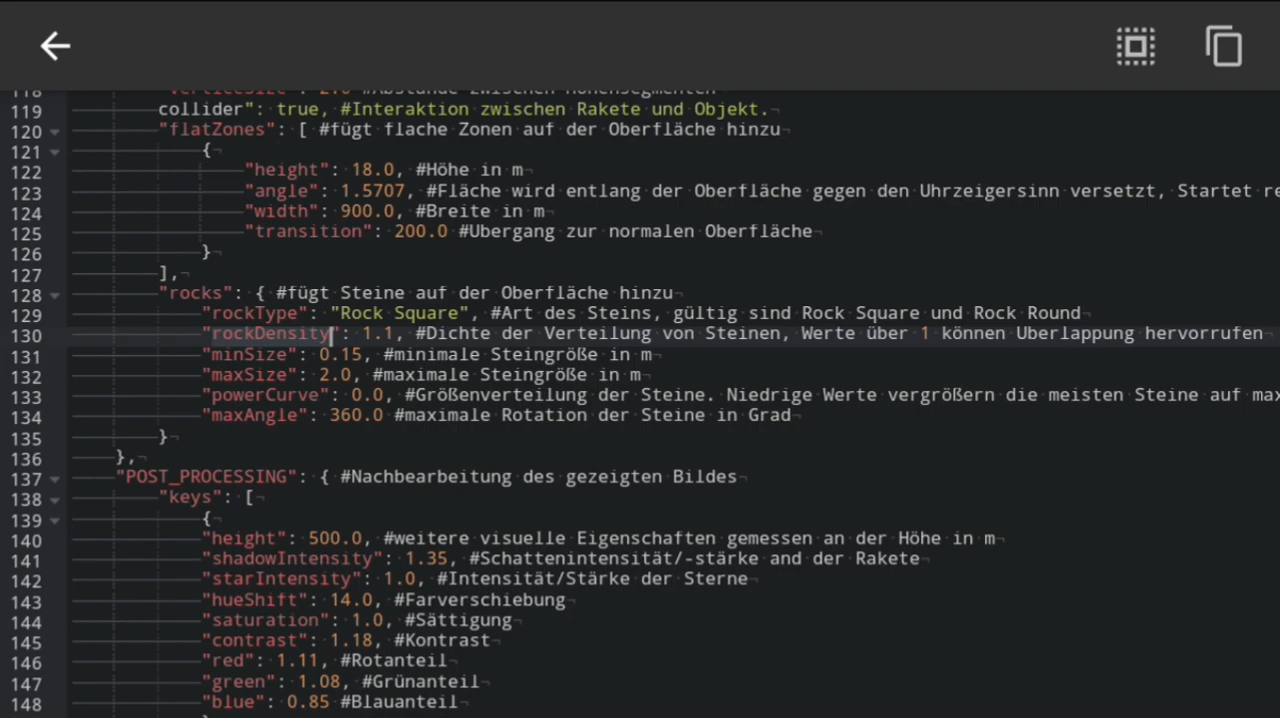 118 "verticeSize": 2.0 #Abstände zwischen Höhensegmenten
119 collider": true, #Interaktion zwischen Rakete und Objekt.
120 "flatZones": [ #fügt flache Zonen auf der Oberfläche hinzu
121 {
122 "height": 18.0, #Höhe in m
123 "angle": 1.5707, #Fläche wird entlang der Oberfläche gegen den Uhrzeigersinn versetzt, Startet
124 "width": 900.0, #Breite in m
125 "transition": 200.0 #Übergang zur normalen Oberfläche
126 }
127 ],
128 "rocks": { #fügt Steine auf der Oberfläche hinzu
129 "rockType": "Rock Square", #Art des Steins, gültig sind Rock Square und Rock Round
130 "rockDensity": 1.1, #Dichte der Verteilung von Steinen, Werte über 1 können Überlappung hervorrufen
131 "minSize": 0.15, #minimale Steingröße in m
132 "maxSize": 2.0, #maximale Steingröße in m
133 "powerCurve": 0.0, #Größenverteilung der Steine. Niedrige Werte vergrößern die meisten Steine auf max
134 "maxAngle": 360.0 #maximale Rotation der Steine in Grad
135 }
136 },
137 "POST_PROCESSING": { #Nachbearbeitung des gezeigten Bildes
138 "keys": [
139 {
140 "height": 500.0, #weitere visuelle Eigenschaften gemessen an der Höhe in m
141 "shadowIntensity": 1.35, #Schattenintensität/-stärke and der Rakete
142 "starIntensity": 1.0, #Intensität/Stärke der Sterne
143 "hueShift": 14.0, #Farverschiebung
144 "saturation": 1.0, #Sättigung
145 "contrast": 1.18, #Kontrast
146 "red": 1.11, #Rotanteil
147 "green": 1.08, #Grünanteil
148 "blue": 0.85 #Blauanteil